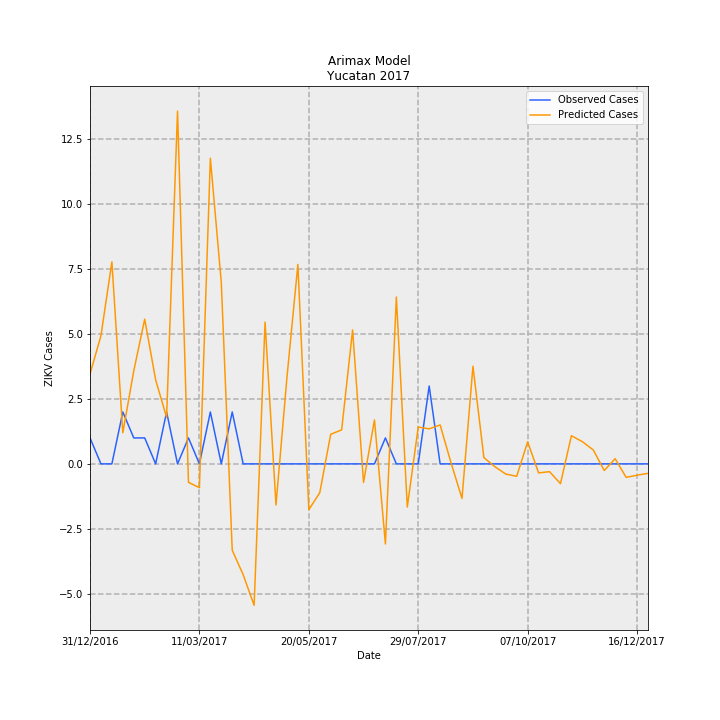 Arimax Model
Yucatan 2017
Observed Cases
Predicted Cases
12.5
10.0
7.5
5.0
2.5
0.0
−2.5
−5.0
ZIKV Cases
31/12/2016 11/03/2017 20/05/2017 29/07/2017 07/10/2017 16/12/2017
Date